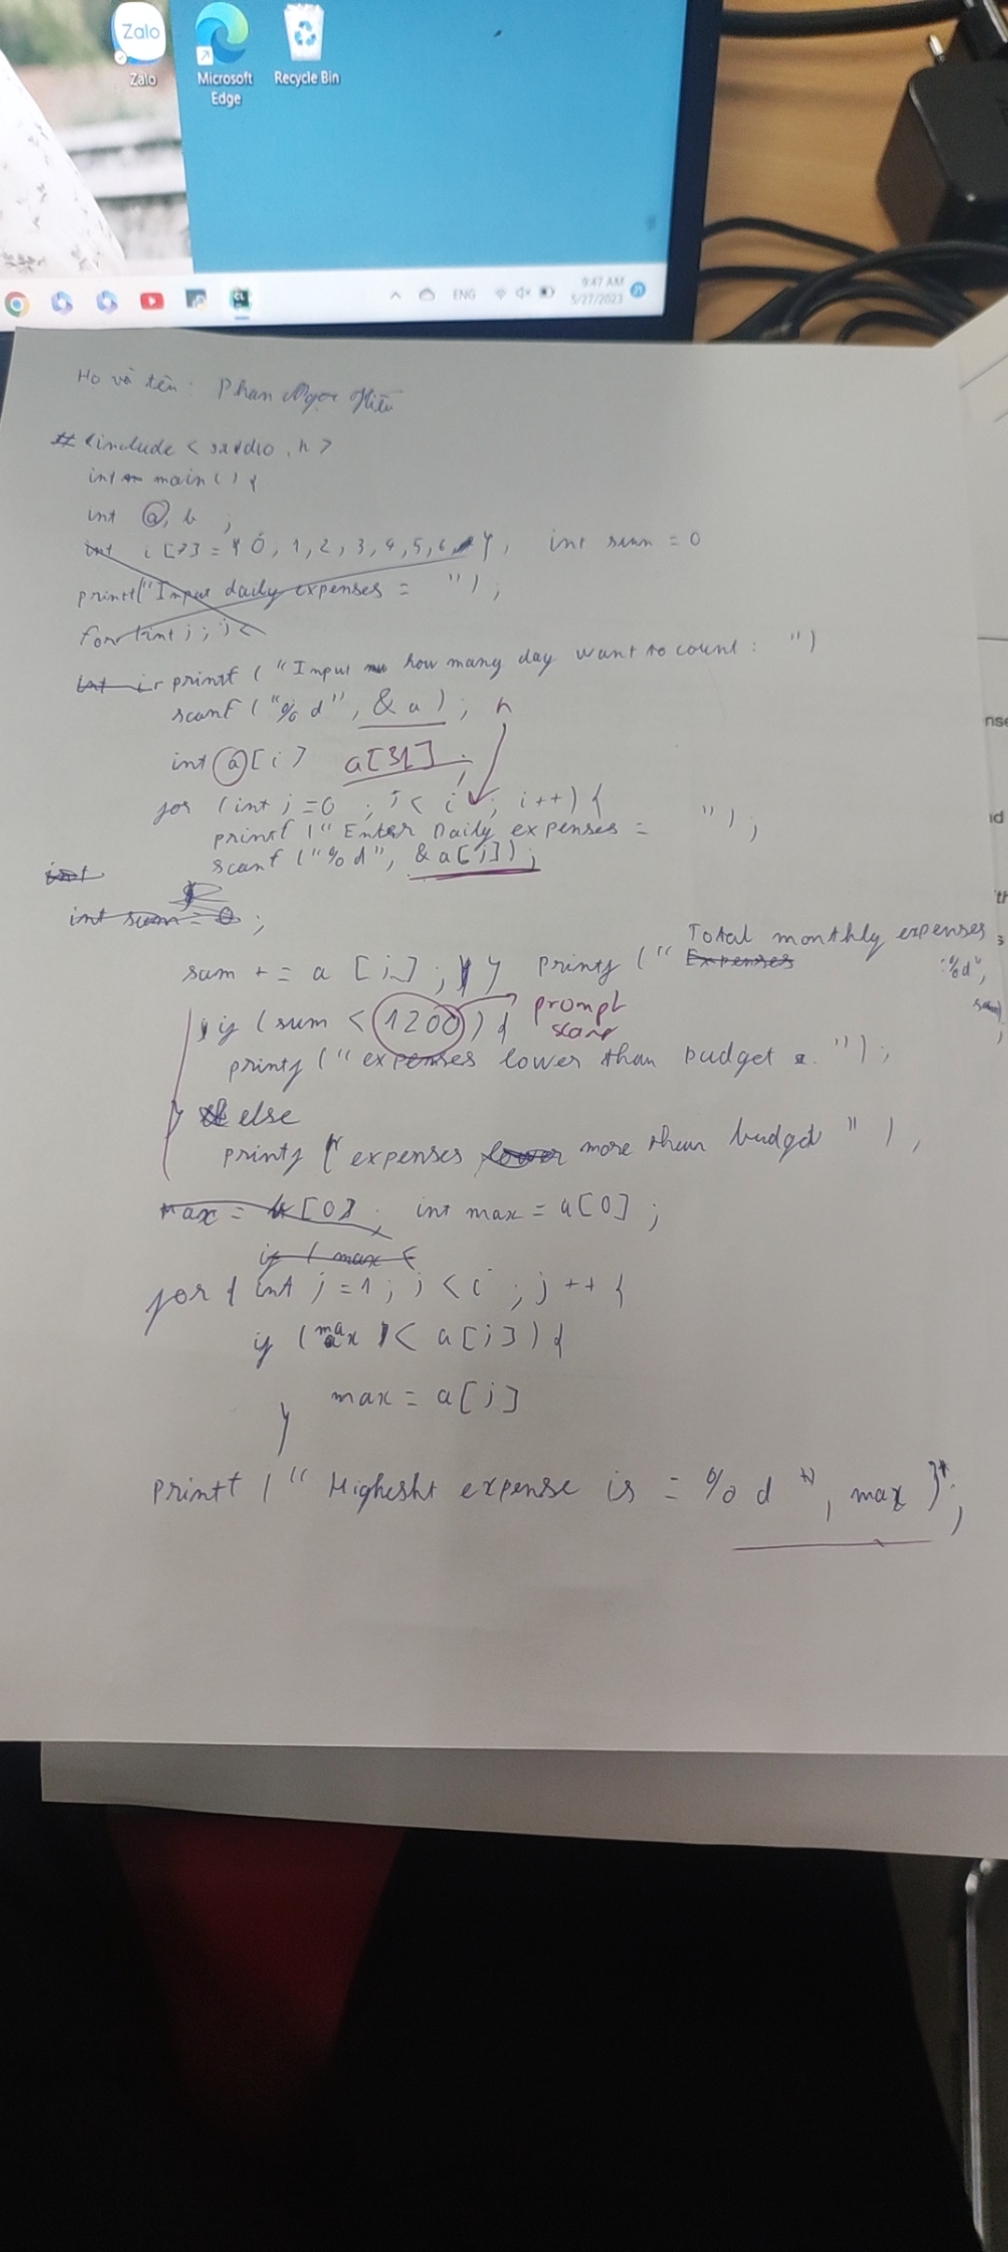 Zalo
Zalo
Microsoft Edge
Recycle Bin
ENG
9:47 AM
5/27/2023
Họ và tên: Phan Ngọc Hiếu
# <include < stdio.h>
int main () {
int a, b ;
int i [7] = { 0, 1, 2, 3, 4, 5, 6 }, int sum = 0
printf("Input daily expenses = ");
for (int j ; j <
int i printf ("Input how many day want to count : ")
scanf ("%d", & a) ; n
int a [i] a[31] ;
for (int j = 0 ; j < i ; i++) {
printf ("Enter Daily expenses = ");
scanf ("%d", & a[j]);
int
int sum = 0 ;
Total monthly expenses
sum += a [i] ; } printf (" Expenses :%d",
sum
);
if (sum < 1200) { prompt
scanf
printf ("expenses lower than budget . ");
} else
printf (" expenses lower more than budget " ),
max = a[0] ; int max = a[0] ;
if ( max <
for ( int j = 1 ; j < i ; j ++ {
if (max < a[j]) {
max = a[j]
}
printf (" Highesht expense is = %d ", max );
nse
id
th
s